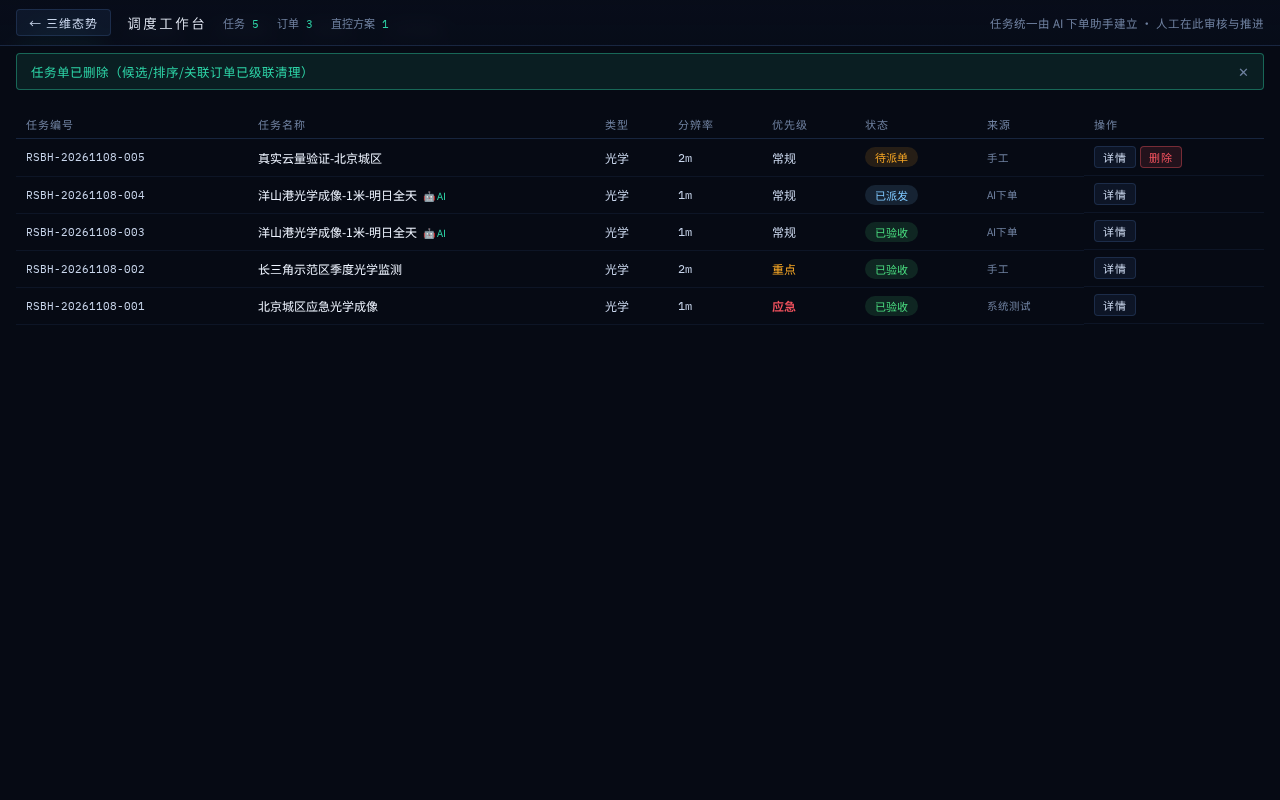 ← 三维态势 调度工作台 任务 5 订单 3 直控方案 1 任务统一由 AI 下单助手建立 · 人工在此审核与推进
任务单已删除（候选/排序/关联订单已级联清理） ×
任务编号 任务名称 类型 分辨率 优先级 状态 来源 操作
RSBH-20261108-005 真实云量验证-北京城区 光学 2m 常规 待派单 手工 详情 删除
RSBH-20261108-004 洋山港光学成像-1米-明日全天 🤖AI 光学 1m 常规 已派发 AI下单 详情
RSBH-20261108-003 洋山港光学成像-1米-明日全天 🤖AI 光学 1m 常规 已验收 AI下单 详情
RSBH-20261108-002 长三角示范区季度光学监测 光学 2m 重点 已验收 手工 详情
RSBH-20261108-001 北京城区应急光学成像 光学 1m 应急 已验收 系统测试 详情